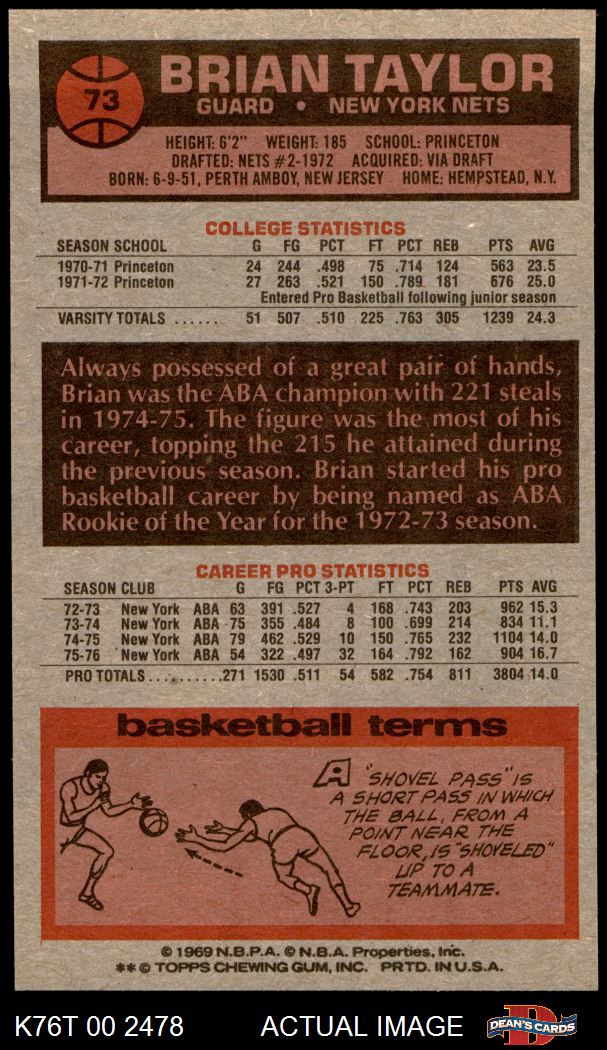 73
BRIAN TAYLOR
GUARD • NEW YORK NETS
HEIGHT: 6'2" WEIGHT: 185 SCHOOL: PRINCETON
DRAFTED: NETS #2-1972 ACQUIRED: VIA DRAFT
BORN: 6-9-51, PERTH AMBOY, NEW JERSEY HOME: HEMPSTEAD, N.Y.
COLLEGE STATISTICS
SEASON SCHOOL G FG PCT FT PCT REB PTS AVG
1970-71 Princeton 24 244 .498 75 .714 124 563 23.5
1971-72 Princeton 27 263 .521 150 .789 181 676 25.0
Entered Pro Basketball following junior season
VARSITY TOTALS ...... 51 507 .510 225 .763 305 1239 24.3
Always possessed of a great pair of hands,
Brian was the ABA champion with 221 steals
in 1974-75. The figure was the most of his
career, topping the 215 he attained during
the previous season. Brian started his pro
basketball career by being named as ABA
Rookie of the Year for the 1972-73 season.
CAREER PRO STATISTICS
SEASON CLUB G FG PCT 3-PT FT PCT REB PTS AVG
72-73 New York ABA 63 391 .527 4 168 .743 203 962 15.3
73-74 New York ABA 75 355 .484 8 100 .699 214 834 11.1
74-75 New York ABA 79 462 .529 10 150 .765 232 1104 14.0
75-76 New York ABA 54 322 .497 32 164 .792 162 904 16.7
PRO TOTALS..........271 1530 .511 54 582 .754 811 3804 14.0
basketball terms
A "SHOVEL PASS" IS
A SHORT PASS IN WHICH
THE BALL, FROM A
POINT NEAR THE
FLOOR, IS "SHOVELED"
UP TO A
TEAMMATE.
© 1969 N.B.P.A. © N.B.A. Properties, Inc.
** © TOPPS CHEWING GUM, INC. PRTD. IN U.S.A.
K76T 00 2478 ACTUAL IMAGE
D
DEAN'S CARDS